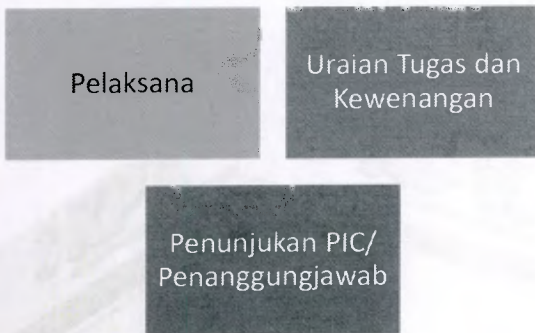 Pelaksana
Uraian Tugas dan
Kewenangan
Penunjukan PIC/
Penanggungjawab